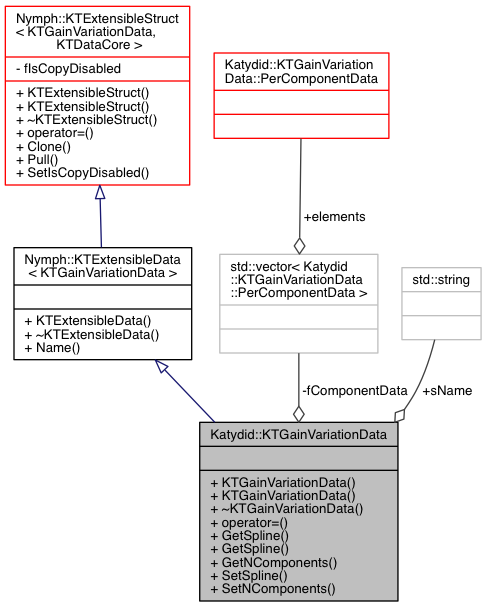 Nymph::KTExtensibleStruct
< KTGainVariationData,
KTDataCore >
- fIsCopyDisabled
+ KTExtensibleStruct()
+ KTExtensibleStruct()
+ ~KTExtensibleStruct()
+ operator=()
+ Clone()
+ Pull()
+ SetIsCopyDisabled()
Katydid::KTGainVariation
Data::PerComponentData
+elements
Nymph::KTExtensibleData
< KTGainVariationData >
+ KTExtensibleData()
+ ~KTExtensibleData()
+ Name()
std::vector< Katydid
::KTGainVariationData
::PerComponentData >
std::string
-fComponentData
+sName
Katydid::KTGainVariationData
+ KTGainVariationData()
+ KTGainVariationData()
+ ~KTGainVariationData()
+ operator=()
+ GetSpline()
+ GetSpline()
+ GetNComponents()
+ SetSpline()
+ SetNComponents()